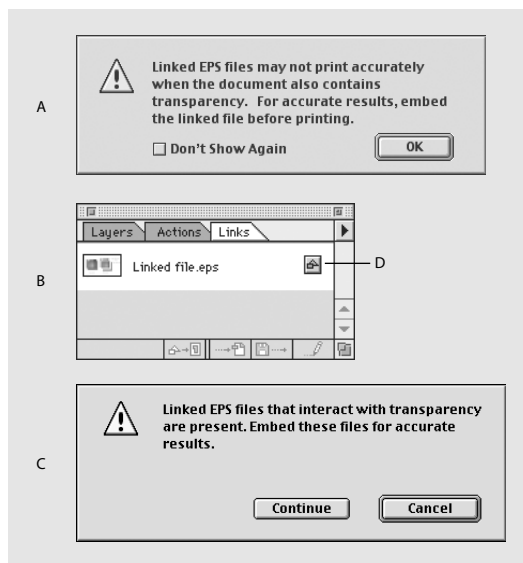 A
Linked EPS files may not print accurately
when the document also contains
transparency. For accurate results, embed
the linked file before printing.
Don't Show Again
OK
B
Layers Actions Links
Linked file.eps
D
C
Linked EPS files that interact with transparency
are present. Embed these files for accurate
results.
Continue Cancel